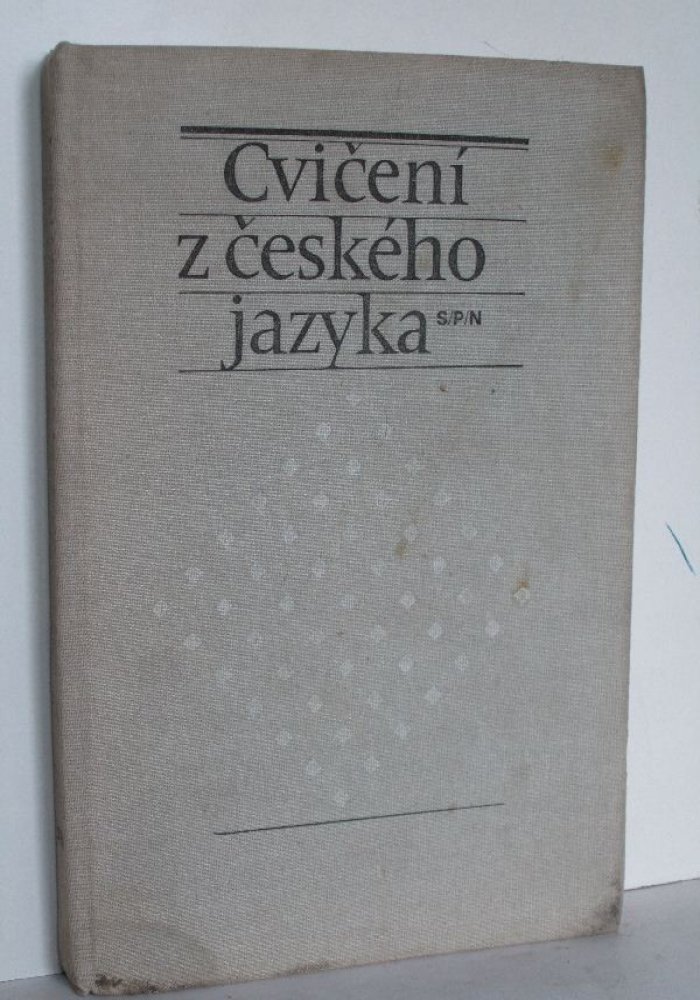 Cvičení
z českého
jazyka S/P/N